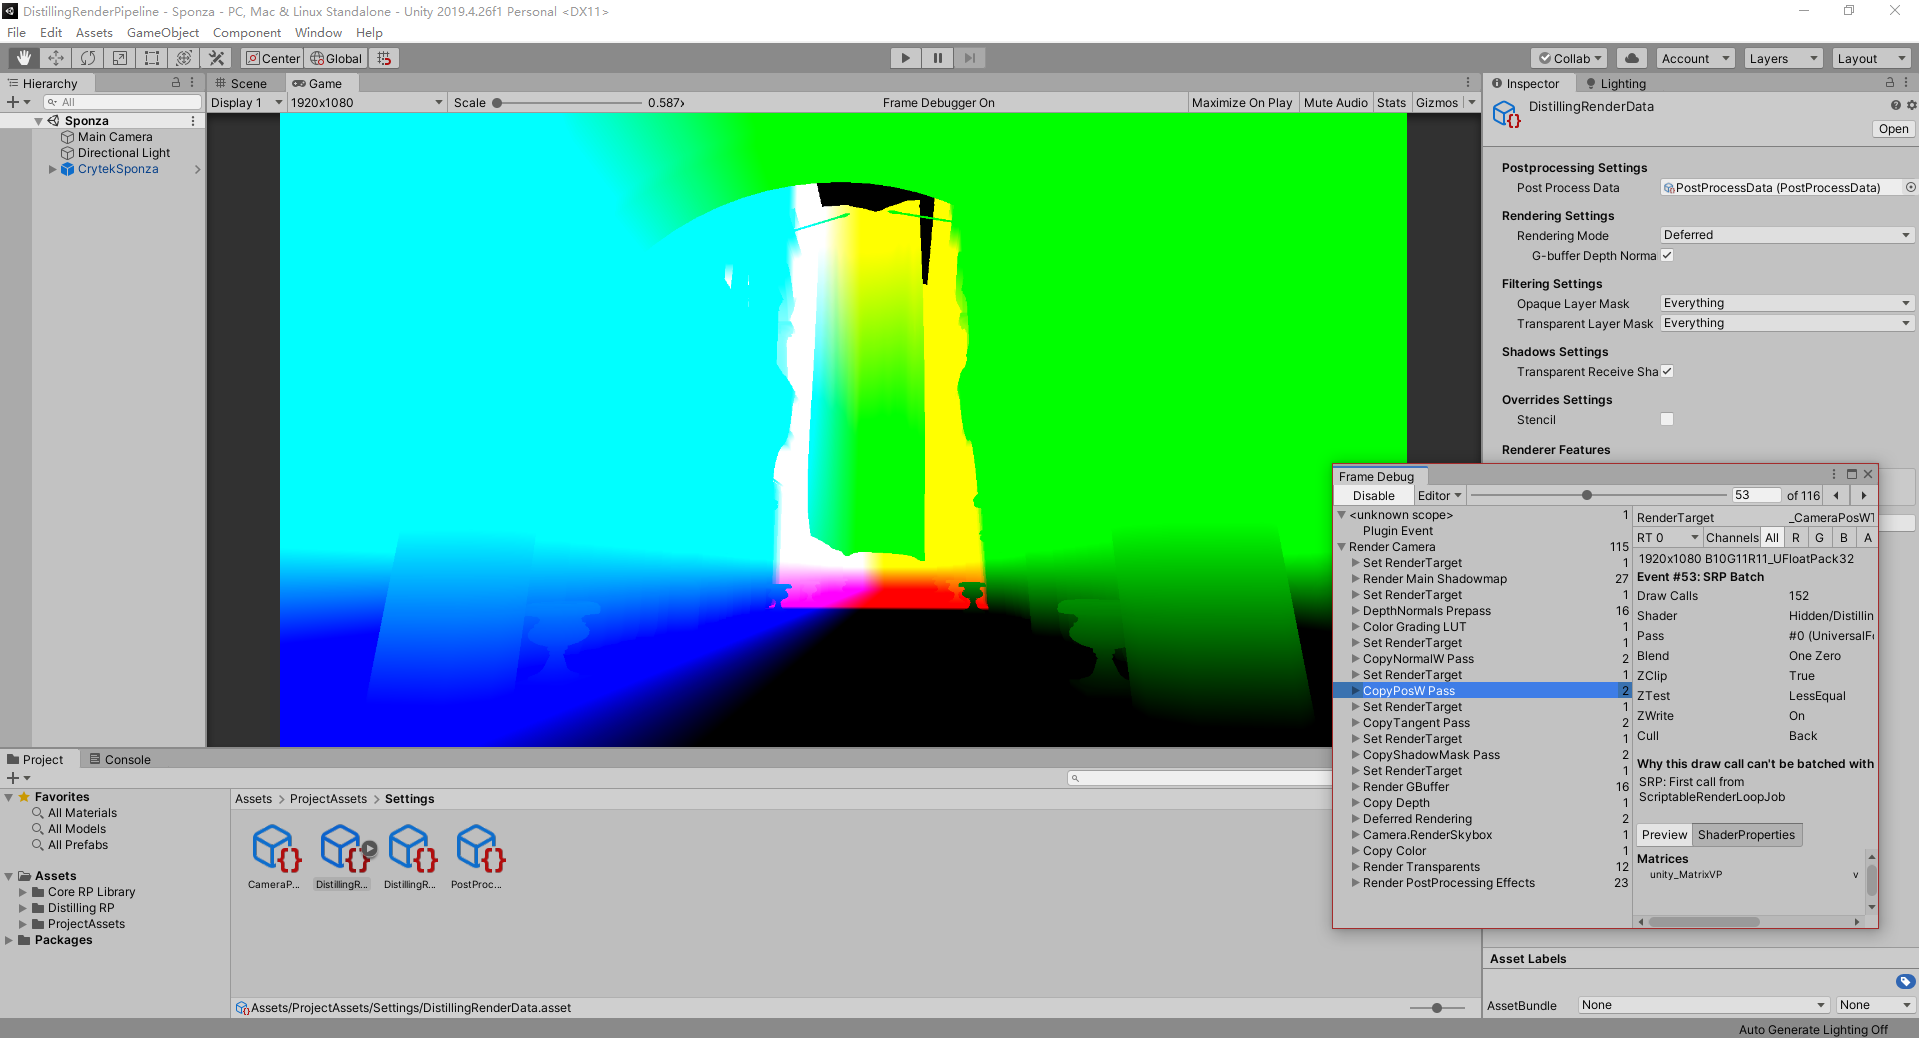 DistillingRenderPipeline - Sponza - PC, Mac & Linux Standalone - Unity 2019.4.26f1 Personal <DX11>
File Edit Assets GameObject Component Window Help
Center Global
Collab Account Layers Layout
Hierarchy
All
Sponza
Main Camera
Directional Light
CrytekSponza
Scene Game
Display 1 1920x1080 Scale 0.587x Frame Debugger On Maximize On Play Mute Audio Stats Gizmos
Inspector Lighting
DistillingRenderData
Open
Postprocessing Settings
Post Process Data PostProcessData (PostProcessData)
Rendering Settings
Rendering Mode Deferred
G-buffer Depth Norma
Filtering Settings
Opaque Layer Mask Everything
Transparent Layer Mask Everything
Shadows Settings
Transparent Receive Sha
Overrides Settings
Stencil
Renderer Features
Frame Debug
Disable Editor 53 of 116
<unknown scope> 1
Plugin Event
Render Camera 115
Set RenderTarget 1
Render Main Shadowmap 27
Set RenderTarget 1
DepthNormals Prepass 16
Color Grading LUT 1
Set RenderTarget 1
CopyNormalW Pass 2
Set RenderTarget 1
CopyPosW Pass 2
Set RenderTarget 1
CopyTangent Pass 2
Set RenderTarget 1
CopyShadowMask Pass 2
Set RenderTarget 1
Render GBuffer 16
Copy Depth 1
Deferred Rendering 2
Camera.RenderSkybox 1
Copy Color 1
Render Transparents 12
Render PostProcessing Effects 23
RenderTarget _CameraPosWT
RT 0 Channels All R G B A
1920x1080 B10G11R11_UFloatPack32
Event #53: SRP Batch
Draw Calls 152
Shader Hidden/Distillin
Pass #0 (UniversalFo
Blend One Zero
ZClip True
ZTest LessEqual
ZWrite On
Cull Back
Why this draw call can't be batched with
SRP: First call from
ScriptableRenderLoopJob
Preview ShaderProperties
Matrices
unity_MatrixVP v
Project Console
Favorites
All Materials
All Models
All Prefabs
Assets
Core RP Library
Distilling RP
ProjectAssets
Packages
Assets > ProjectAssets > Settings
CameraP... DistillingR... DistillingR... PostProc...
Assets/ProjectAssets/Settings/DistillingRenderData.asset
Asset Labels
AssetBundle None None
Auto Generate Lighting Off